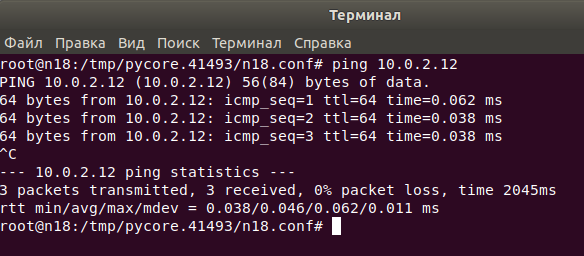 Терминал
Файл Правка Вид Поиск Терминал Справка
root@n18:/tmp/pycore.41493/n18.conf# ping 10.0.2.12
PING 10.0.2.12 (10.0.2.12) 56(84) bytes of data.
64 bytes from 10.0.2.12: icmp_seq=1 ttl=64 time=0.062 ms
64 bytes from 10.0.2.12: icmp_seq=2 ttl=64 time=0.038 ms
64 bytes from 10.0.2.12: icmp_seq=3 ttl=64 time=0.038 ms
^C
--- 10.0.2.12 ping statistics ---
3 packets transmitted, 3 received, 0% packet loss, time 2045ms
rtt min/avg/max/mdev = 0.038/0.046/0.062/0.011 ms
root@n18:/tmp/pycore.41493/n18.conf#